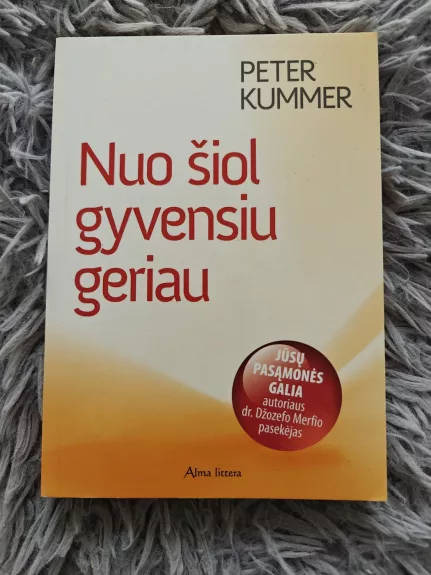 PETER
KUMMER
Nuo šiol
gyvensiu
geriau
JŪSŲ
PASĄMONĖS
GALIA
autoriaus
dr. Džozefo Merfio
pasekėjas
Alma littera